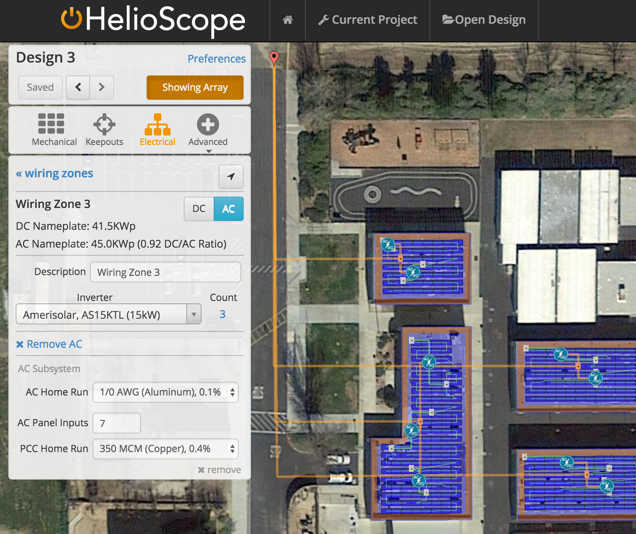 HelioScope
Current Project
Open Design
Design 3
Preferences
Saved
Showing Array
Mechanical
Keepouts
Electrical
Advanced
« wiring zones
Wiring Zone 3
DC
AC
DC Nameplate: 41.5KWp
AC Nameplate: 45.0KWp (0.92 DC/AC Ratio)
Description
Wiring Zone 3
Inverter
Count
Amerisolar, AS15KTL (15kW)
3
Remove AC
AC Subsystem
AC Home Run
1/0 AWG (Aluminum), 0.1%
AC Panel Inputs
7
PCC Home Run
350 MCM (Copper), 0.4%
remove